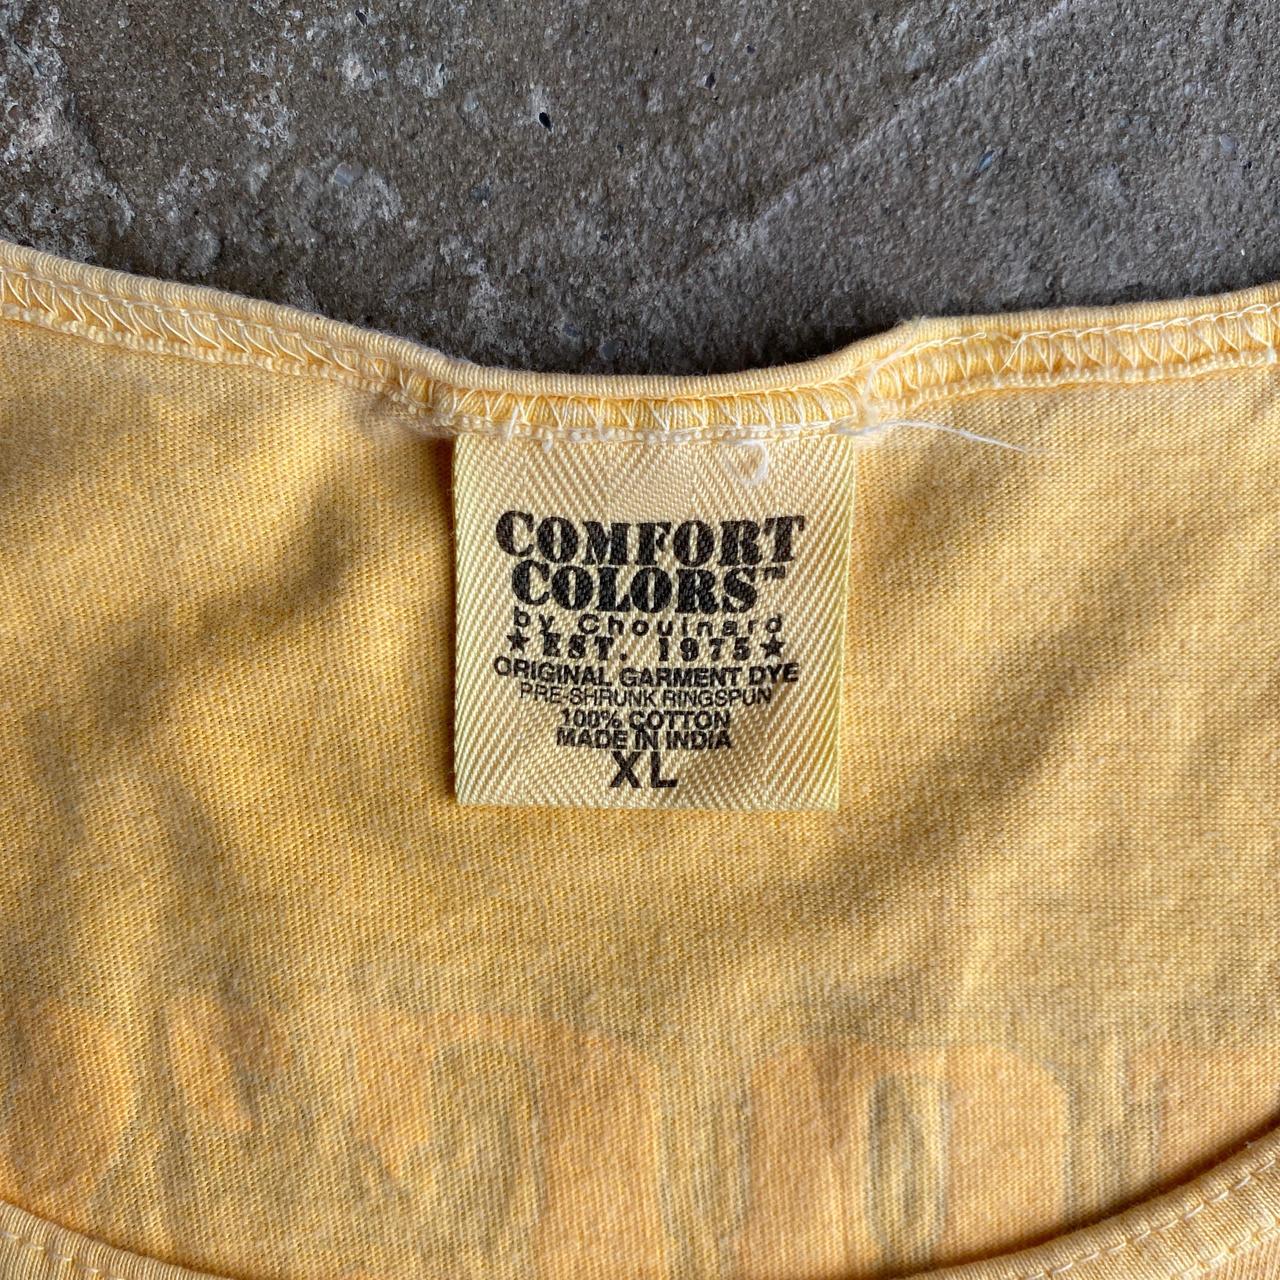 COMFORT
COLORS™
by Chouinard
★ EST. 1975 ★
ORIGINAL GARMENT DYE
PRE-SHRUNK RINGSPUN
100% COTTON
MADE IN INDIA
XL